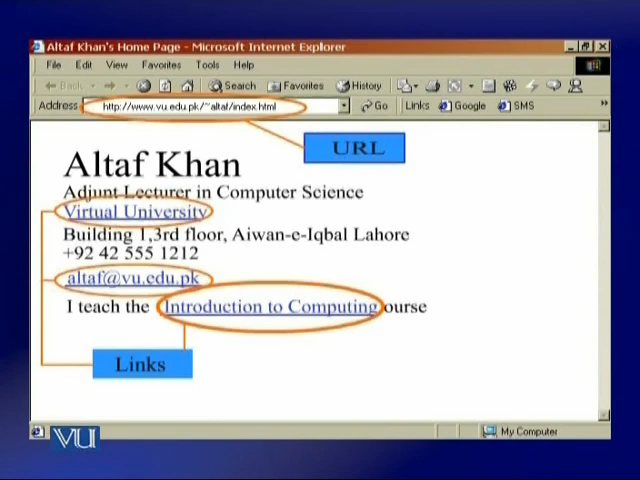 Altaf Khan's Home Page - Microsoft Internet Explorer
File Edit View Favorites Tools Help
Back Search Favorites History
Address http://www.vu.edu.pk/~altaf/index.html Go Links Google SMS
URL
Altaf Khan
Adjunt Lecturer in Computer Science
Virtual University
Building 1,3rd floor, Aiwan-e-Iqbal Lahore
+92 42 555 1212
altaf@vu.edu.pk
I teach the Introduction to Computing ourse
Links
VU My Computer